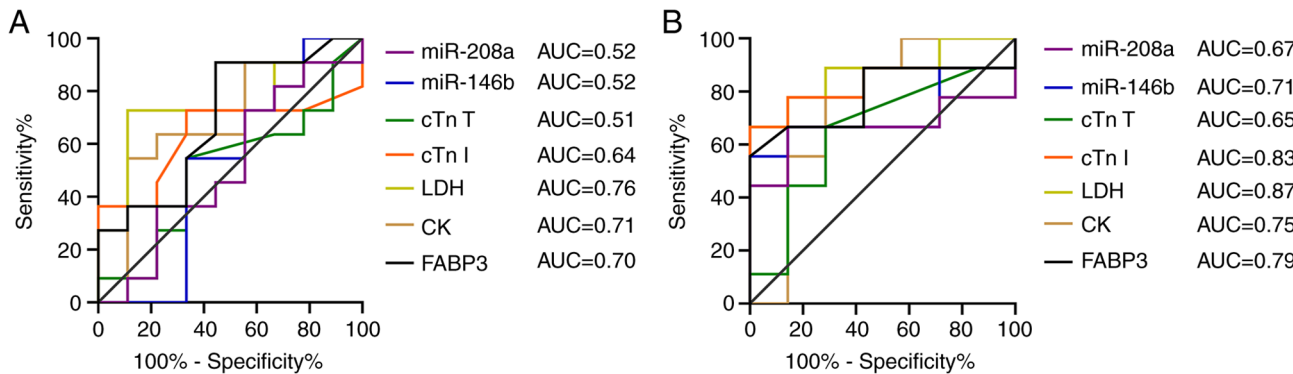 A
100
80
60
40
20
0
Sensitivity%
0 20 40 60 80 100
100% - Specificity%
miR-208a AUC=0.52
miR-146b AUC=0.52
cTn T AUC=0.51
cTn I AUC=0.64
LDH AUC=0.76
CK AUC=0.71
FABP3 AUC=0.70
B
100
80
60
40
20
0
Sensitivity%
0 20 40 60 80 100
100% - Specificity%
miR-208a AUC=0.67
miR-146b AUC=0.71
cTn T AUC=0.65
cTn I AUC=0.83
LDH AUC=0.87
CK AUC=0.75
FABP3 AUC=0.79